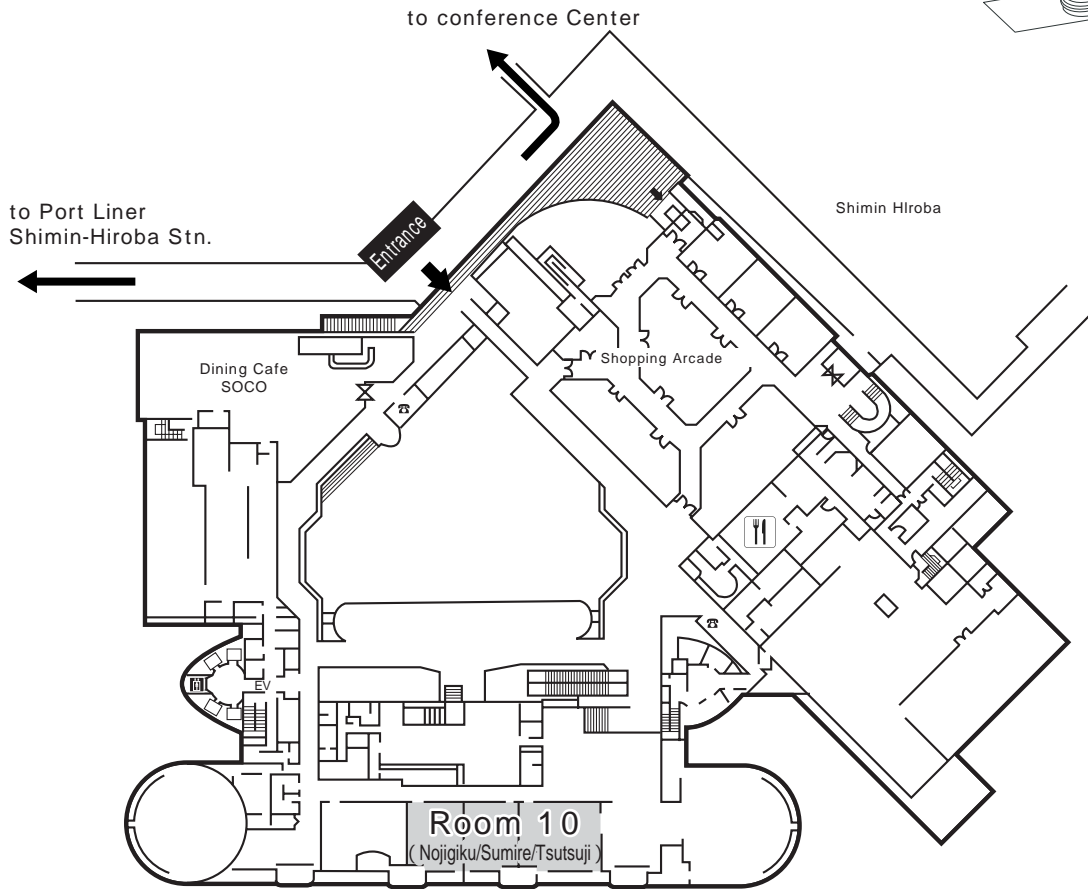 to conference Center
to Port Liner
Shimin-Hiroba Stn.
Entrance
Shimin HIroba
Dining Cafe
SOCO
Shopping Arcade
EV
Room 10
( Nojigiku/Sumire/Tsutsuji )